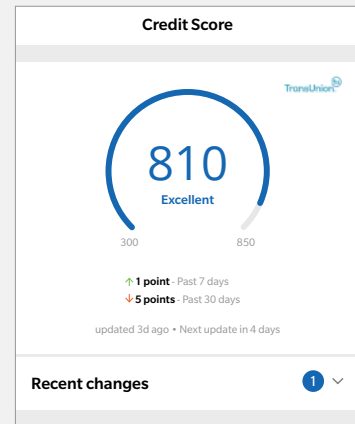 Credit Score
TransUnion
810
Excellent
300 850
↑ 1 point - Past 7 days
↓ 5 points - Past 30 days
updated 3d ago • Next update in 4 days
Recent changes 1